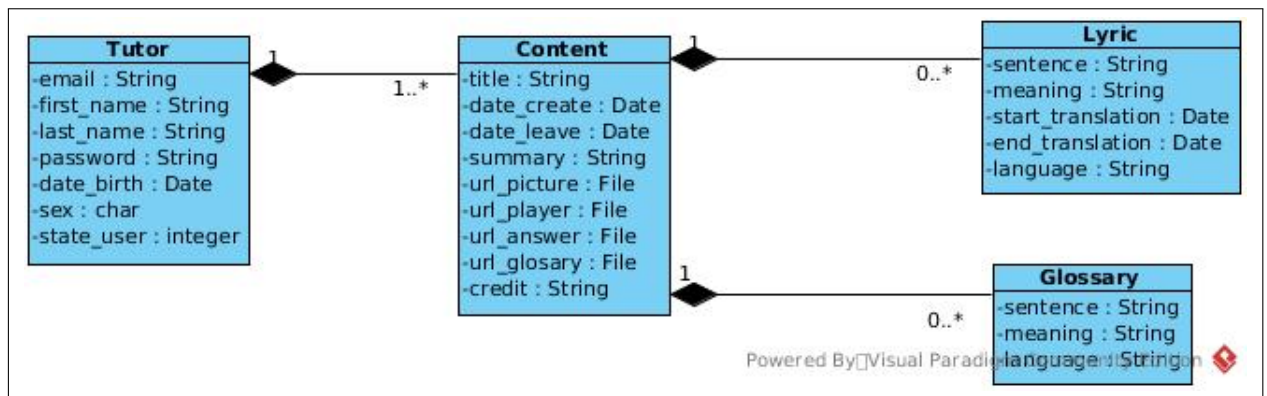 Tutor
-email : String
-first_name : String
-last_name : String
-password : String
-date_birth : Date
-sex : char
-state_user : integer
1
1..*
Content
-title : String
-date_create : Date
-date_leave : Date
-summary : String
-url_picture : File
-url_player : File
-url_answer : File
-url_glosary : File
-credit : String
1
0..*
Lyric
-sentence : String
-meaning : String
-start_translation : Date
-end_translation : Date
-language : String
1
0..*
Glossary
-sentence : String
-meaning : String
-language : String
Powered By Visual Paradigm Community Edition